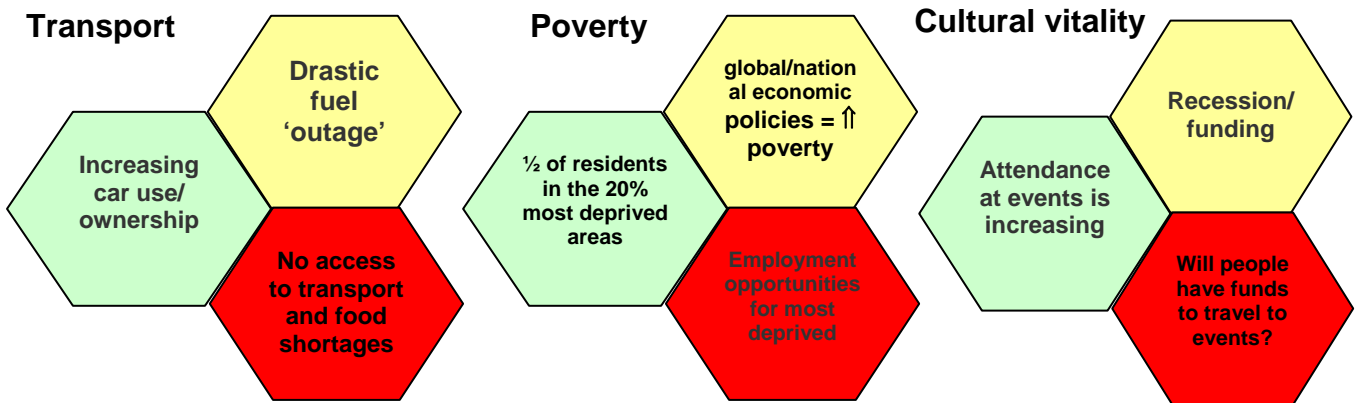 Transport
Drastic
fuel
‘outage’
Increasing
car use/
ownership
No access
to transport
and food
shortages
Poverty
global/nation
al economic
policies = ⇑
poverty
½ of residents
in the 20%
most deprived
areas
Employment
opportunities
for most
deprived
Cultural vitality
Recession/
funding
Attendance
at events is
increasing
Will people
have funds
to travel to
events?